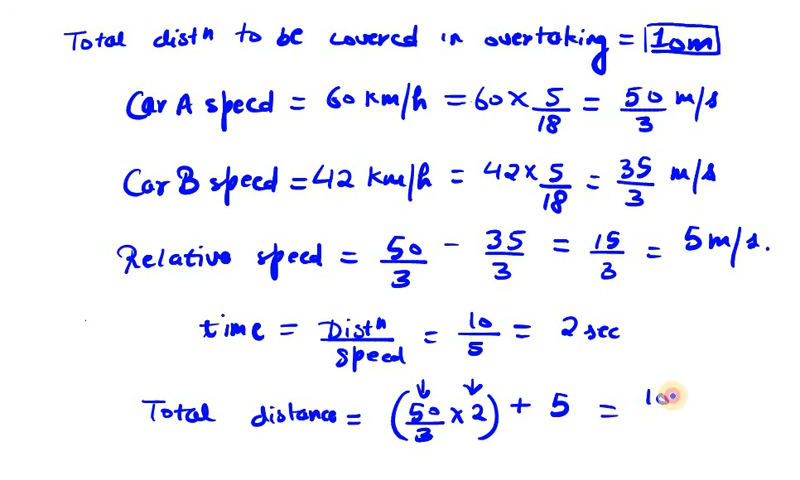 Total distⁿ to be covered in overtaking = 10m
Car A speed = 60 km/h = 60 × 5/18 = 50/3 m/s
Car B speed = 42 km/h = 42 × 5/18 = 35/3 m/s
Relative speed = 50/3 - 35/3 = 15/3 = 5 m/s.
time = Distⁿ/speed = 10/5 = 2 sec
Total distance = (50/3 × 2) + 5 = 100